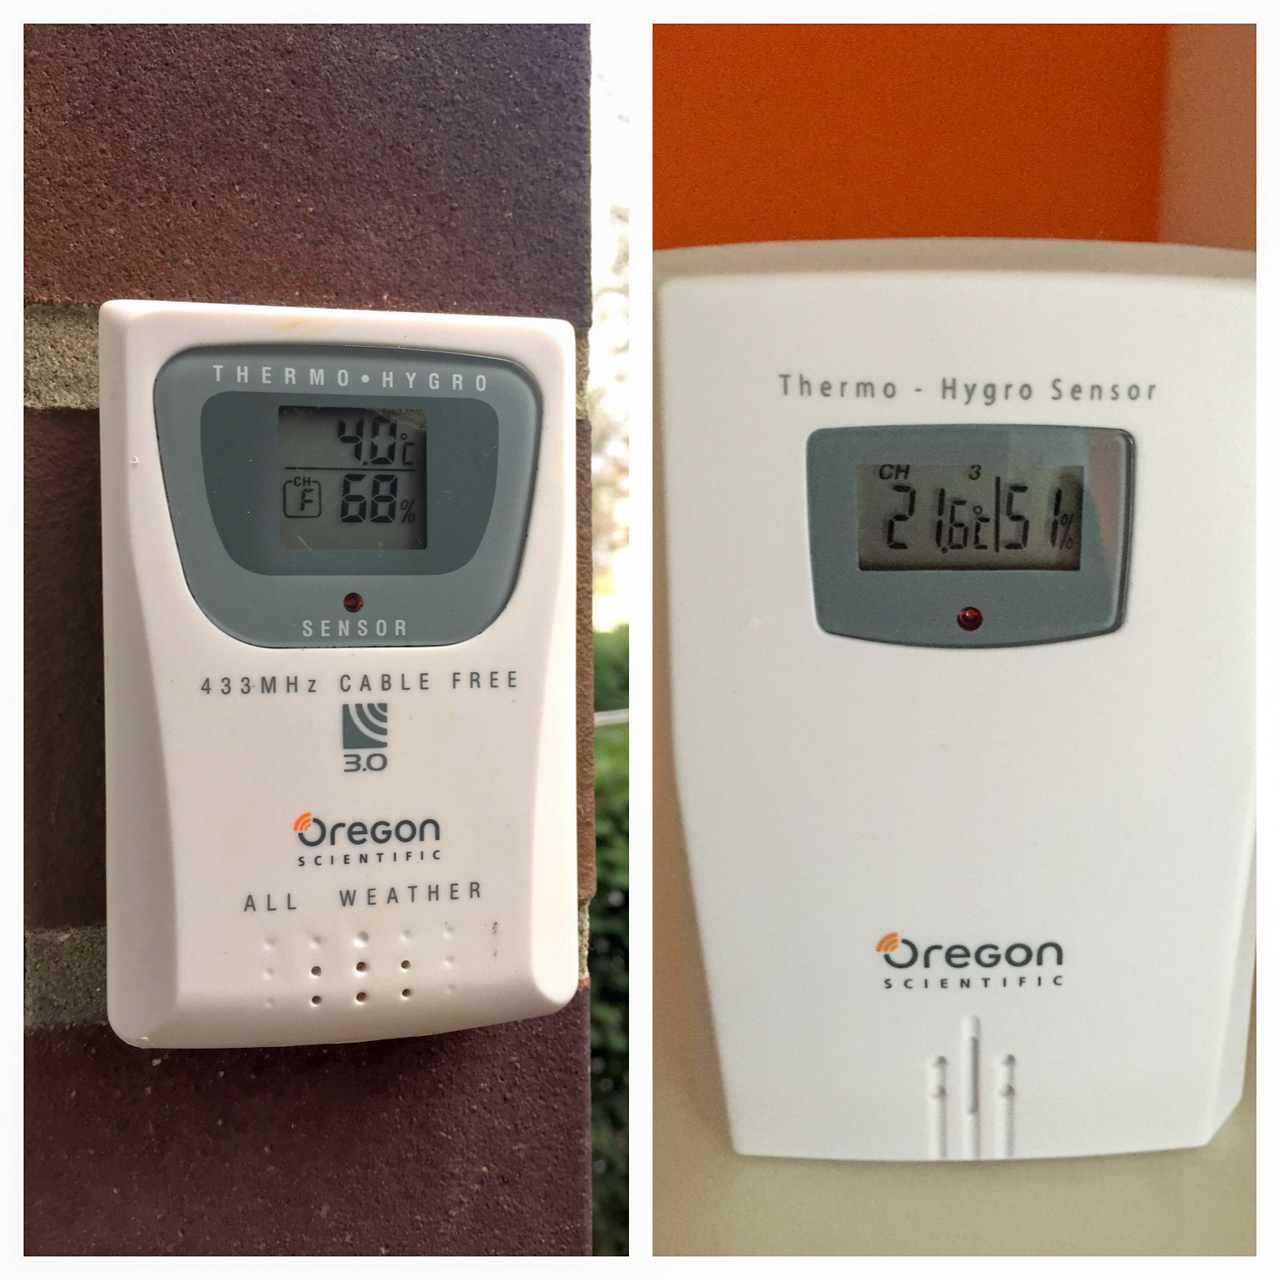 THERMO•HYGRO
4.0°C
CH
F 68%
SENSOR
433MHz CABLE FREE
3.0
Oregon
SCIENTIFIC
ALL WEATHER
Thermo - Hygro Sensor
CH 3
21.6°C 51%
Oregon
SCIENTIFIC